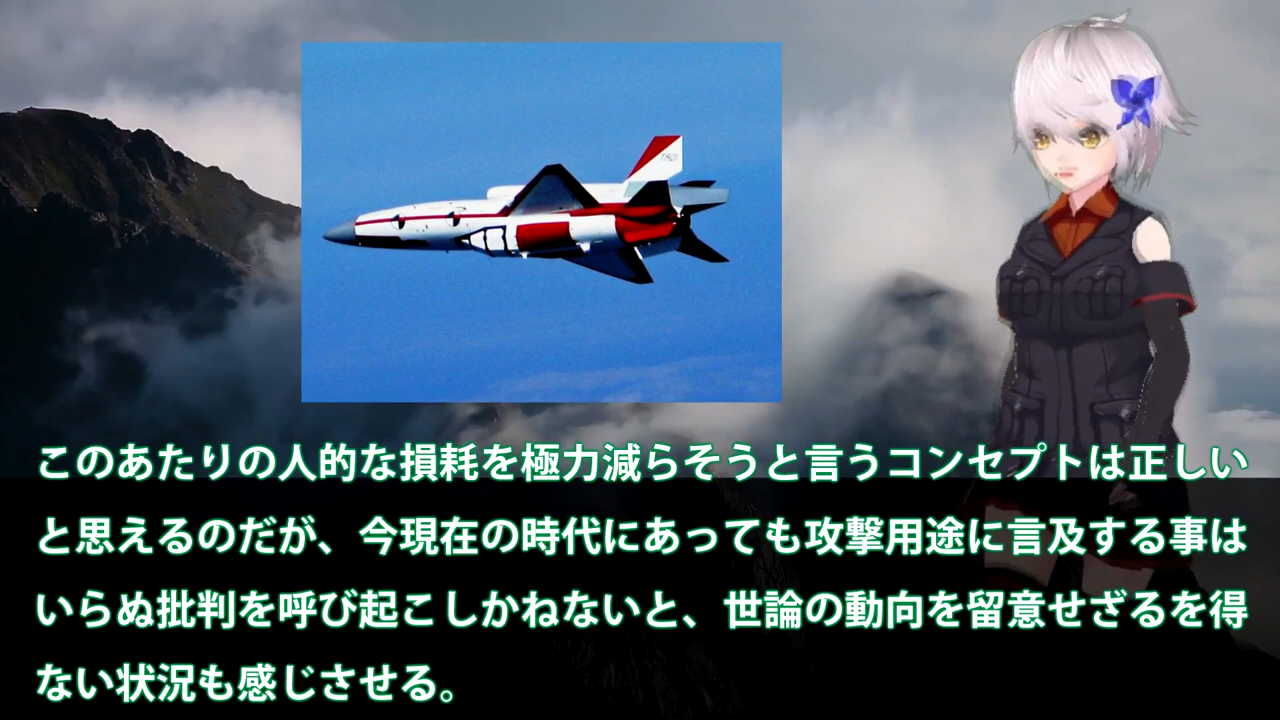 このあたりの人的な損耗を極力減らそうと言うコンセプトは正しい
と思えるのだが、今現在の時代にあっても攻撃用途に言及する事は
いらぬ批判を呼び起こしかねないと、世論の動向を留意せざるを得
ない状況も感じさせる。